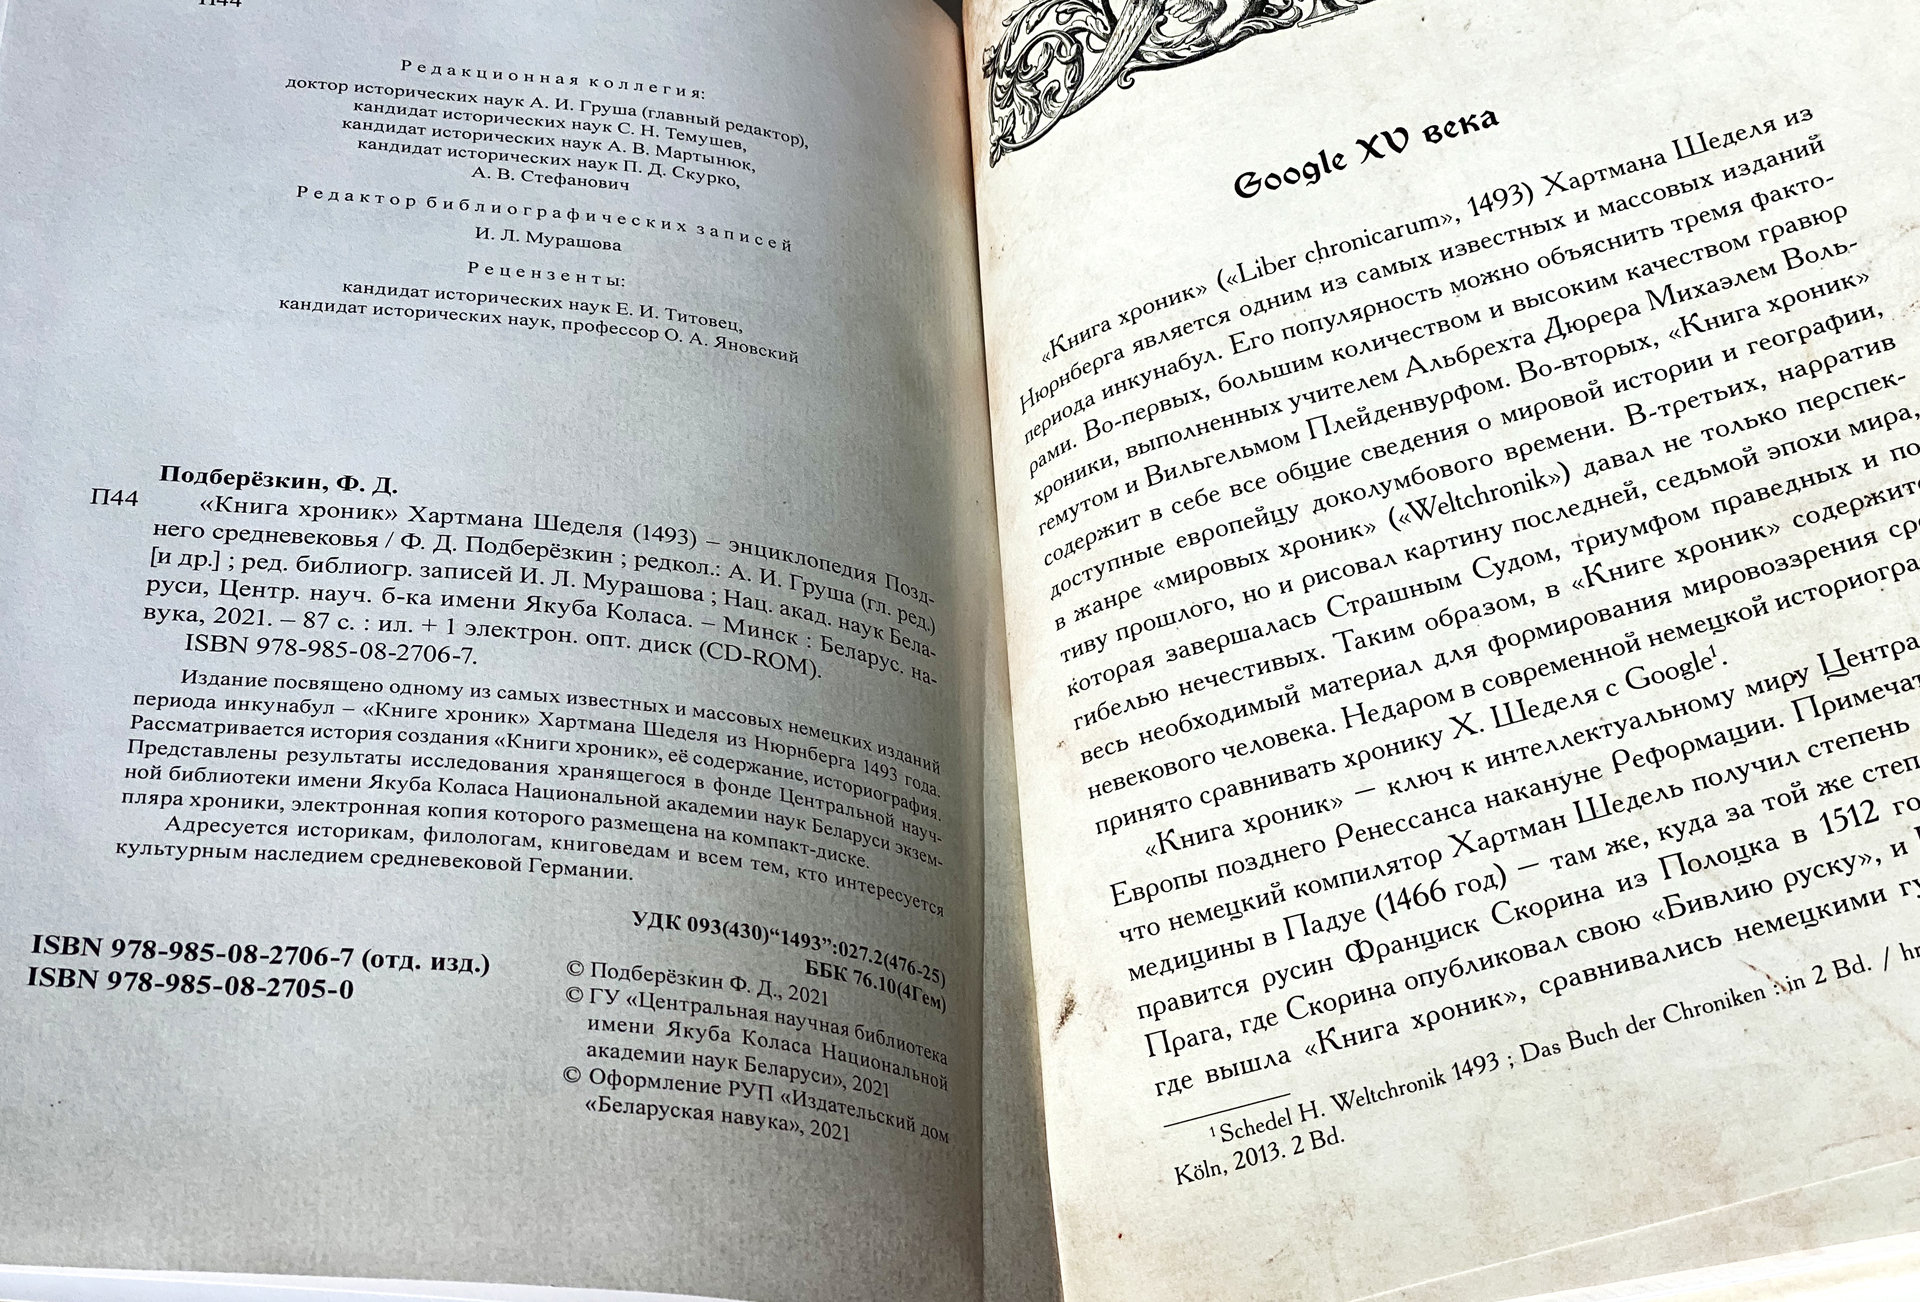 П44
Редакционная коллегия:
доктор исторических наук А. И. Груша (главный редактор),
кандидат исторических наук С. Н. Темушев,
кандидат исторических наук А. В. Мартынюк,
кандидат исторических наук П. Д. Скурко,
А. В. Стефанович
Редактор библиографических записей
И. Л. Мурашова
Рецензенты:
кандидат исторических наук Е. И. Титовец,
кандидат исторических наук, профессор О. А. Яновский
Подберёзкин, Ф. Д.
П44 «Книга хроник» Хартмана Шеделя (1493) – энциклопедия Позд-
него средневековья / Ф. Д. Подберёзкин ; редкол.: А. И. Груша (гл. ред.)
[и др.] ; ред. библиогр. записей И. Л. Мурашова ; Нац. акад. наук Бела-
руси, Центр. науч. б-ка имени Якуба Коласа. – Минск : Беларус. на-
вука, 2021. – 87 с. : ил. + 1 электрон. опт. диск (CD-ROM).
ISBN 978-985-08-2706-7.
Издание посвящено одному из самых известных и массовых немецких изданий
периода инкунабул – «Книге хроник» Хартмана Шеделя из Нюрнберга 1493 года.
Рассматривается история создания «Книги хроник», её содержание, историография.
Представлены результаты исследования хранящегося в фонде Центральной науч-
ной библиотеки имени Якуба Коласа Национальной академии наук Беларуси экзем-
пляра хроники, электронная копия которого размещена на компакт-диске.
Адресуется историкам, филологам, книговедам и всем тем, кто интересуется
культурным наследием средневековой Германии.
УДК 093(430)“1493”:027.2(476-25)
ББК 76.10(4Гем)
ISBN 978-985-08-2706-7 (отд. изд.)
ISBN 978-985-08-2705-0
© Подберёзкин Ф. Д., 2021
© ГУ «Центральная научная библиотека
имени Якуба Коласа Национальной
академии наук Беларуси», 2021
© Оформление РУП «Издательский дом
«Беларуская навука», 2021
Google XV века
«Книга хроник» («Liber chronicarum», 1493) Хартмана Шеделя из
Нюрнберга является одним из самых известных и массовых изданий
периода инкунабул. Его популярность можно объяснить тремя факто-
рами. Во-первых, большим количеством и высоким качеством гравюр
хроники, выполненных учителем Альбрехта Дюрера Михаэлем Воль-
гемутом и Вильгельмом Плейденвурфом. Во-вторых, «Книга хроник»
содержит в себе все общие сведения о мировой истории и географии,
доступные европейцу доколумбового времени. В-третьих, нарратив
в жанре «мировых хроник» («Weltchronik») давал не только перспек-
тиву прошлого, но и рисовал картину последней, седьмой эпохи мира,
которая завершалась Страшным Судом, триумфом праведных и по
гибелью нечестивых. Таким образом, в «Книге хроник» содержитс
весь необходимый материал для формирования мировоззрения сре
невекового человека. Недаром в современной немецкой историогра
принято сравнивать хронику Х. Шеделя с Google¹.
«Книга хроник» – ключ к интеллектуальному миру Центра
Европы позднего Ренессанса накануне Реформации. Примечат
что немецкий компилятор Хартман Шедель получил степень
медицины в Падуе (1466 год) – там же, куда за той же степ
правится русин Франциск Скорина из Полоцка в 1512 го
Прага, где Скорина опубликовал свою «Бивлию руску», и
где вышла «Книга хроник», сравнивались немецкими гу
¹ Schedel H. Weltchronik 1493 ; Das Buch der Chroniken : in 2 Bd. / hr
Köln, 2013. 2 Bd.